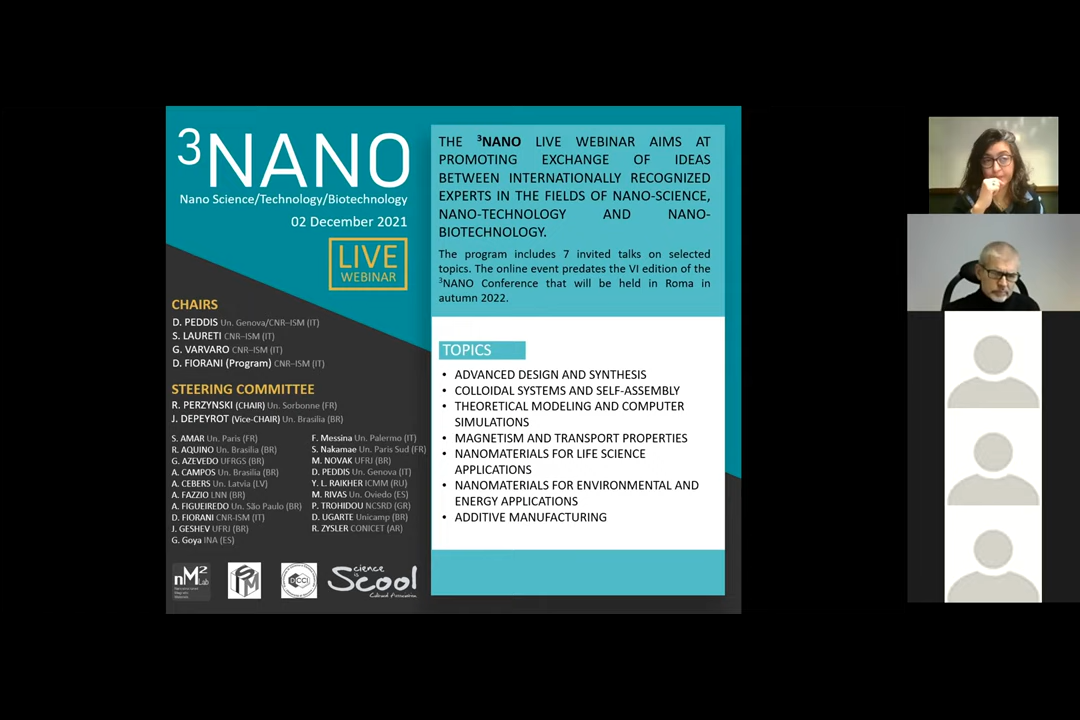 ³NANO
Nano Science/Technology/Biotechnology
02 December 2021
LIVE
WEBINAR
CHAIRS
D. PEDDIS Un. Genova/CNR–ISM (IT)
S. LAURETI CNR–ISM (IT)
G. VARVARO CNR–ISM (IT)
D. FIORANI (Program) CNR–ISM (IT)
STEERING COMMITTEE
R. PERZYNSKI (CHAIR) Un. Sorbonne (FR)
J. DEPEYROT (Vice-CHAIR) Un. Brasilia (BR)
S. AMAR Un. Paris (FR)
R. AQUINO Un. Brasilia (BR)
G. AZEVEDO UFRGS (BR)
A. CAMPOS Un. Brasilia (BR)
A. CEBERS Un. Latvia (LV)
A. FAZZIO LNN (BR)
A. FIGUEIREDO Un. São Paulo (BR)
D. FIORANI CNR-ISM (IT)
J. GESHEV UFRJ (BR)
G. Goya INA (ES)
F. Messina Un. Palermo (IT)
S. Nakamae Un. Paris Sud (FR)
M. NOVAK UFRJ (BR)
D. PEDDIS Un. Genova (IT)
Y. L. RAIKHER ICMM (RU)
M. RIVAS Un. Oviedo (ES)
P. TROHIDOU NCSRD (GR)
D. UGARTE Unicamp (BR)
R. ZYSLER CONICET (AR)
nM² Lab
ISM
DCCI
Science is Scool
Cultural Association
THE ³NANO LIVE WEBINAR AIMS AT
PROMOTING EXCHANGE OF IDEAS
BETWEEN INTERNATIONALLY RECOGNIZED
EXPERTS IN THE FIELDS OF NANO-SCIENCE,
NANO-TECHNOLOGY AND NANO-
BIOTECHNOLOGY.
The program includes 7 invited talks on selected
topics. The online event predates the VI edition of the
³NANO Conference that will be held in Roma in
autumn 2022.
TOPICS
• ADVANCED DESIGN AND SYNTHESIS
• COLLOIDAL SYSTEMS AND SELF-ASSEMBLY
• THEORETICAL MODELING AND COMPUTER
SIMULATIONS
• MAGNETISM AND TRANSPORT PROPERTIES
• NANOMATERIALS FOR LIFE SCIENCE
APPLICATIONS
• NANOMATERIALS FOR ENVIRONMENTAL AND
ENERGY APPLICATIONS
• ADDITIVE MANUFACTURING